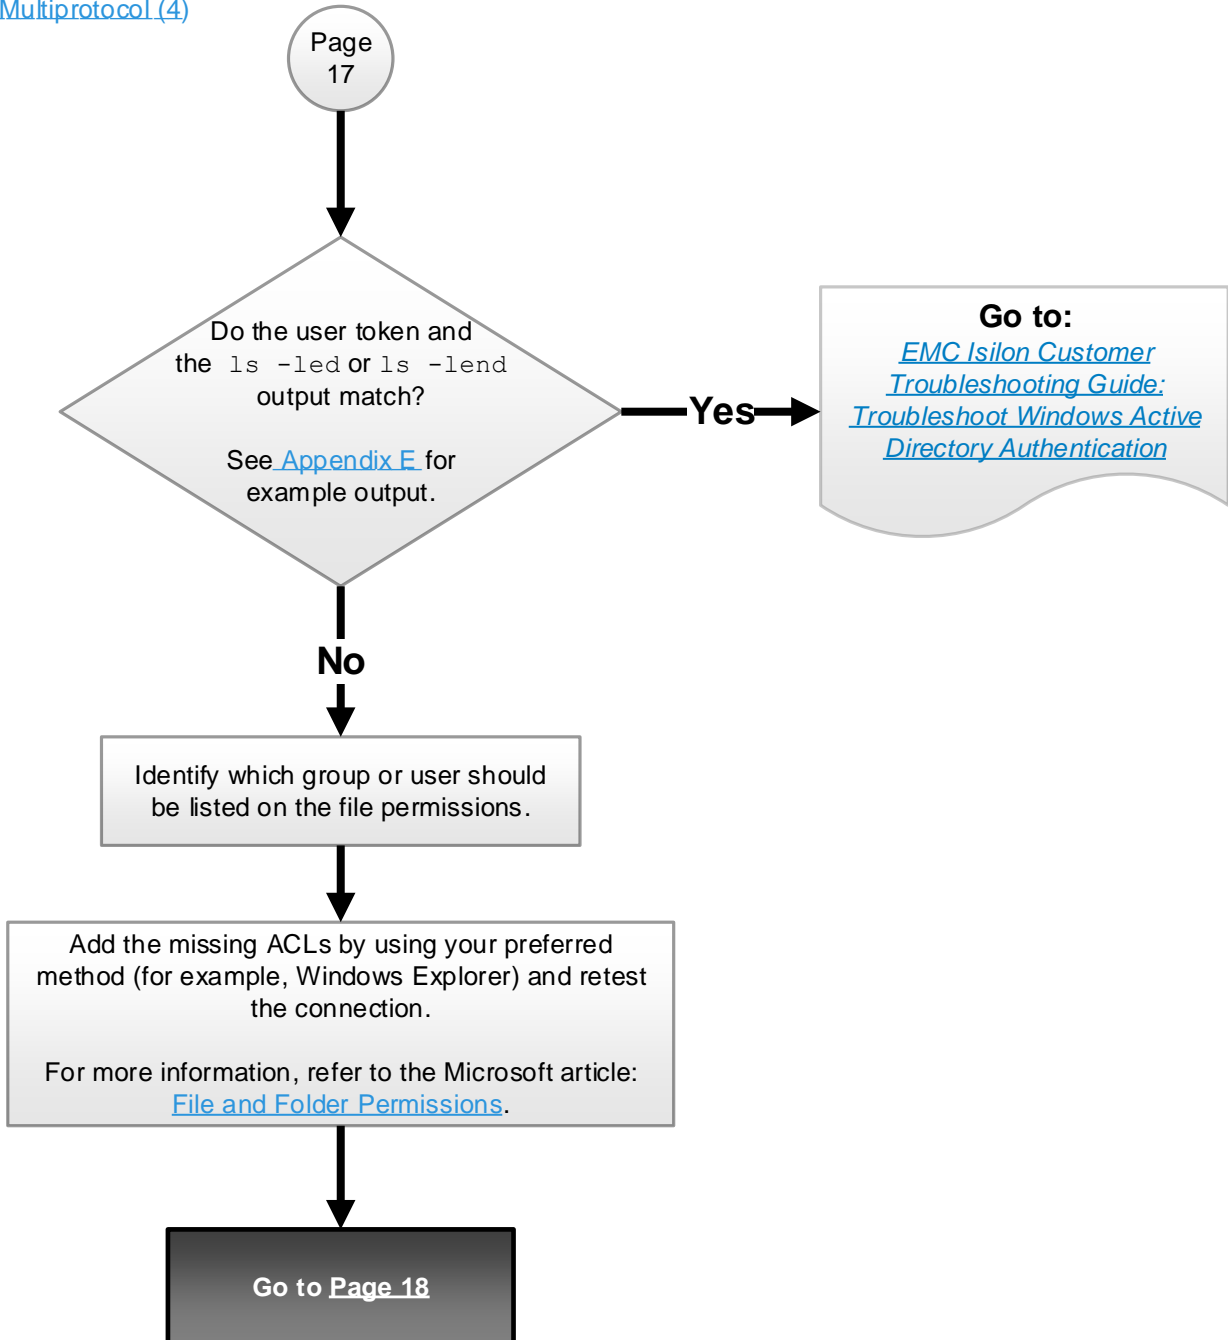 Multiprotocol (4)
Page
17
Do the user token and
the ls -led or ls -lend
output match?
See Appendix E for
example output.
Yes
Go to:
EMC Isilon Customer
Troubleshooting Guide:
Troubleshoot Windows Active
Directory Authentication
No
Identify which group or user should
be listed on the file permissions.
Add the missing ACLs by using your preferred
method (for example, Windows Explorer) and retest
the connection.
For more information, refer to the Microsoft article:
File and Folder Permissions.
Go to Page 18